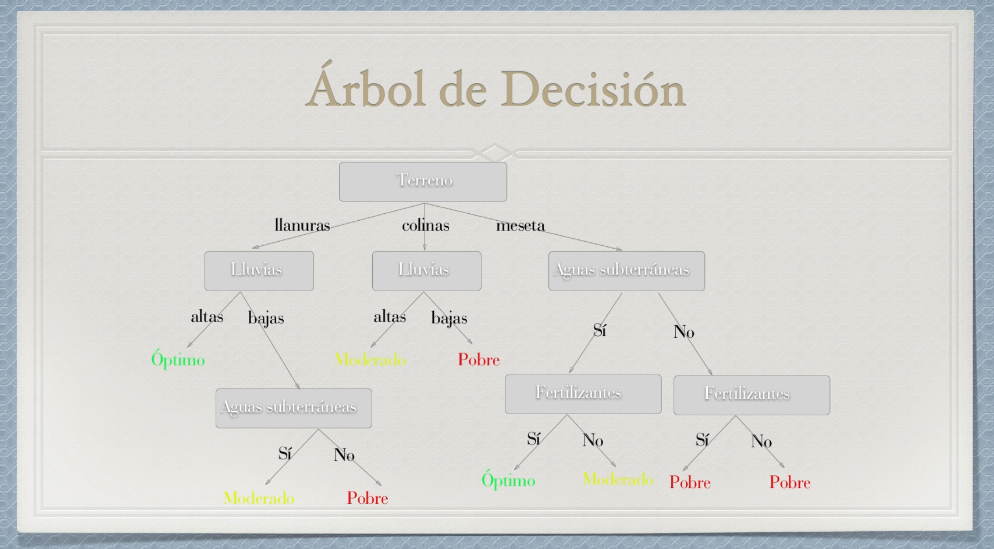 Árbol de Decisión
Terreno
llanuras colinas meseta
Lluvias Lluvias Aguas subterráneas
altas bajas altas bajas Sí No
Óptimo Moderado Pobre
Fertilizantes Fertilizantes
Aguas subterráneas
Sí No Sí No
Sí No
Óptimo Moderado Pobre Pobre
Moderado Pobre